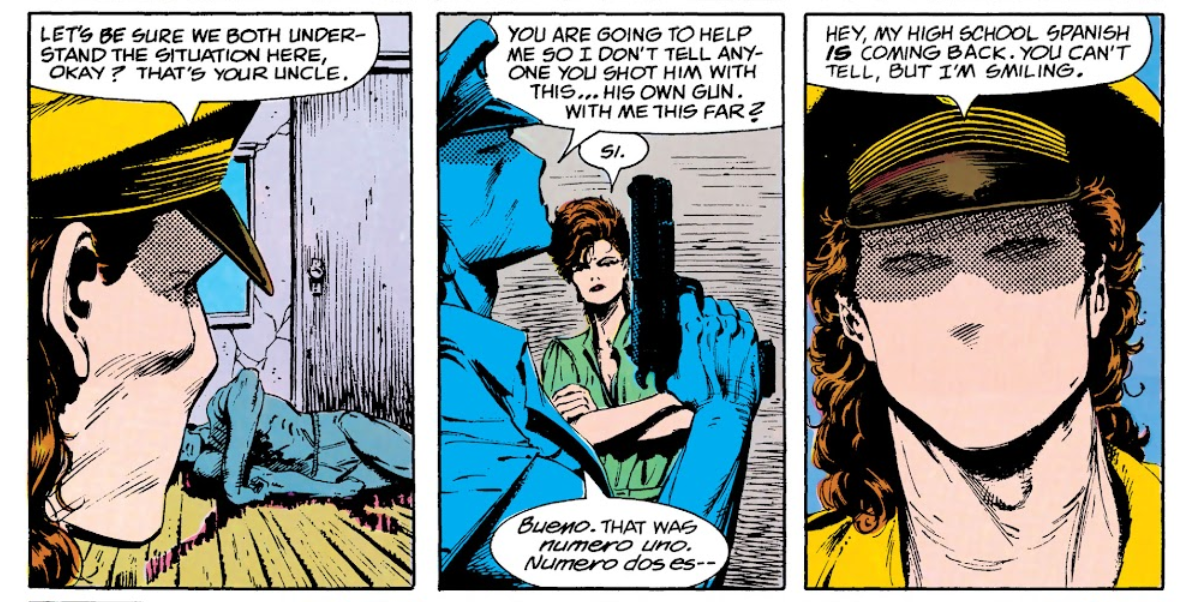 LET'S BE SURE WE BOTH UNDER-
STAND THE SITUATION HERE,
OKAY? THAT'S YOUR UNCLE.
YOU ARE GOING TO HELP
ME SO I DON'T TELL ANY-
ONE YOU SHOT HIM WITH
THIS... HIS OWN GUN.
WITH ME THIS FAR?
SI.
BUENO. THAT WAS
NUMERO UNO.
NUMERO DOS ES--
HEY, MY HIGH SCHOOL SPANISH
IS COMING BACK. YOU CAN'T
TELL, BUT I'M SMILING.